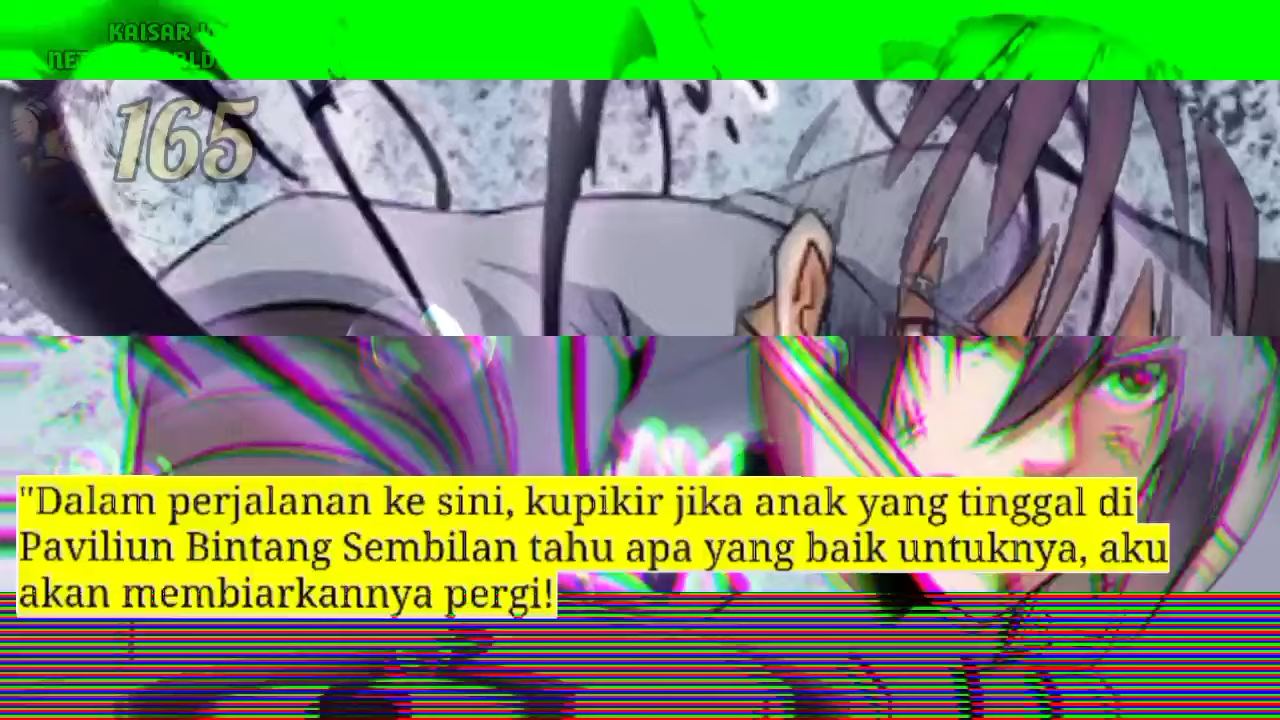 KAISAR
165
"Dalam perjalanan ke sini, kupikir jika anak yang tinggal di
Paviliun Bintang Sembilan tahu apa yang baik untuknya, aku
akan membiarkannya pergi!